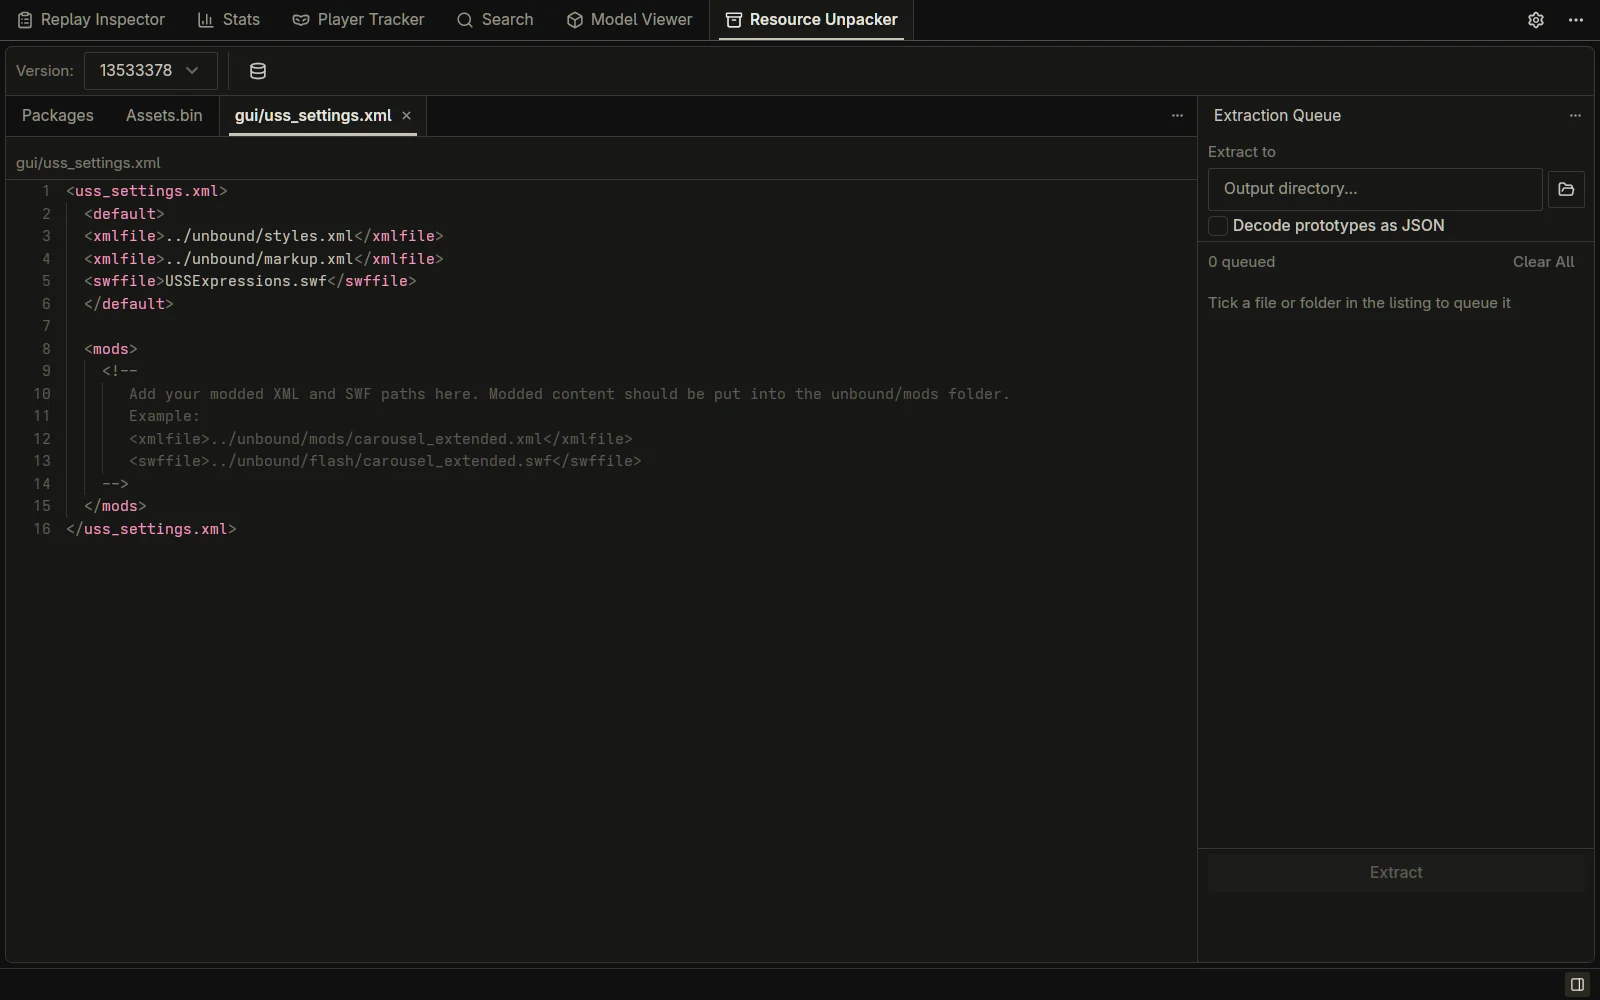 Replay Inspector Stats Player Tracker Search Model Viewer Resource Unpacker
Version: 13533378
Packages Assets.bin gui/uss_settings.xml
gui/uss_settings.xml
1 <uss_settings.xml>
2 <default>
3 <xmlfile>../unbound/styles.xml</xmlfile>
4 <xmlfile>../unbound/markup.xml</xmlfile>
5 <swffile>USSExpressions.swf</swffile>
6 </default>
7
8 <mods>
9 <!--
10 Add your modded XML and SWF paths here. Modded content should be put into the unbound/mods folder.
11 Example:
12 <xmlfile>../unbound/mods/carousel_extended.xml</xmlfile>
13 <swffile>../unbound/flash/carousel_extended.swf</swffile>
14 -->
15 </mods>
16 </uss_settings.xml>
Extraction Queue
Extract to
Output directory...
Decode prototypes as JSON
0 queued Clear All
Tick a file or folder in the listing to queue it
Extract